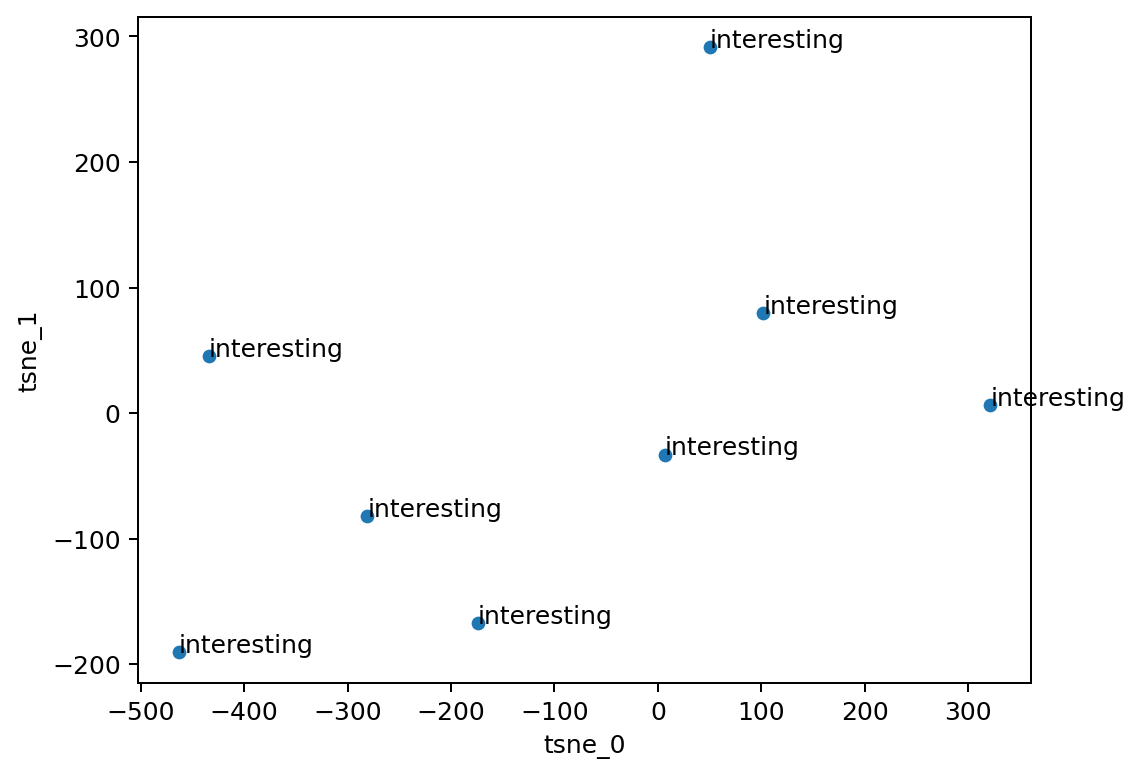 300
interesting
200
100
interesting
interesting
tsne_1
0
interesting
interesting
interesting
−100
interesting
interesting
−200
−500 −400 −300 −200 −100 0 100 200 300
tsne_0